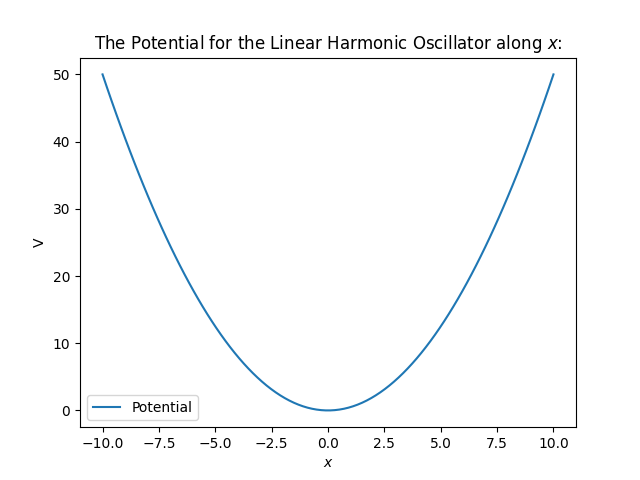 The Potential for the Linear Harmonic Oscillator along x:
50
40
30
20
10
0
V
Potential
−10.0 −7.5 −5.0 −2.5 0.0 2.5 5.0 7.5 10.0
x